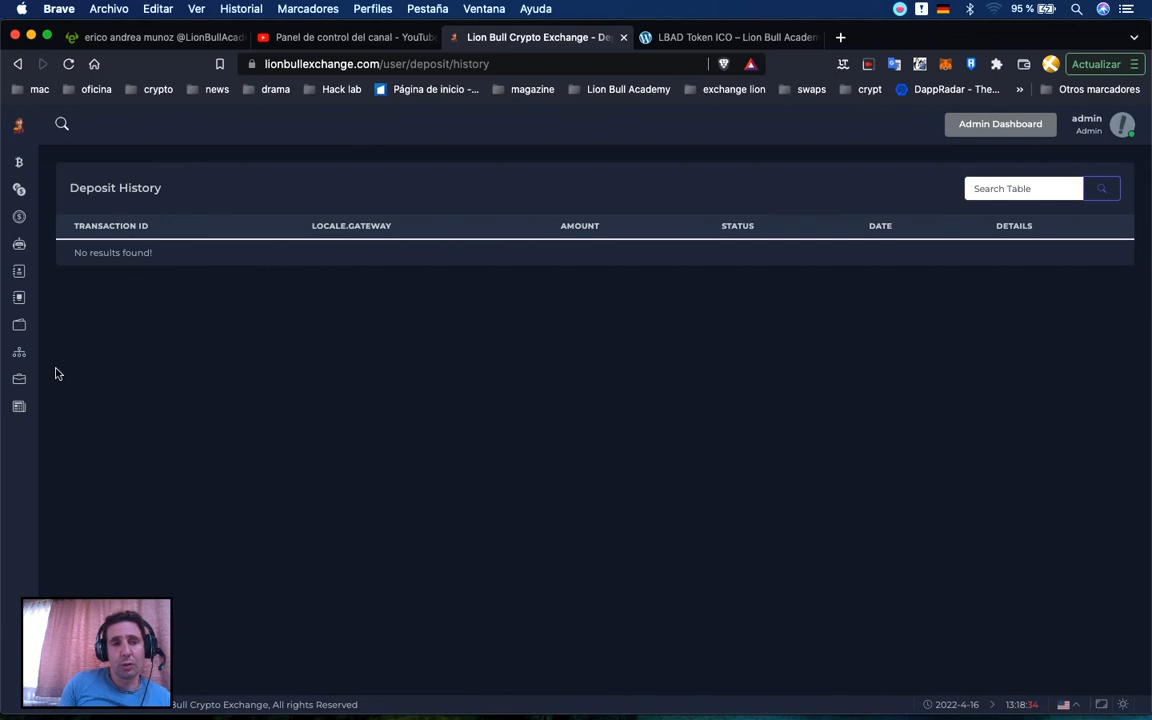 Brave Archivo Editar Ver Historial Marcadores Perfiles Pestaña Ventana Ayuda 95 %
erico andrea munoz @LionBullAcad Panel de control del canal - YouTub Lion Bull Crypto Exchange - De LBAD Token ICO – Lion Bull Academ
lionbullexchange.com/user/deposit/history Actualizar
mac oficina crypto news drama Hack lab Página de inicio -... magazine Lion Bull Academy exchange lion swaps crypt DappRadar - The... » Otros marcadores
Admin Dashboard admin
Admin
Deposit History Search Table
TRANSACTION ID LOCALE.GATEWAY AMOUNT STATUS DATE DETAILS
No results found!
Bull Crypto Exchange, All rights Reserved 2022-4-16 13:18:34